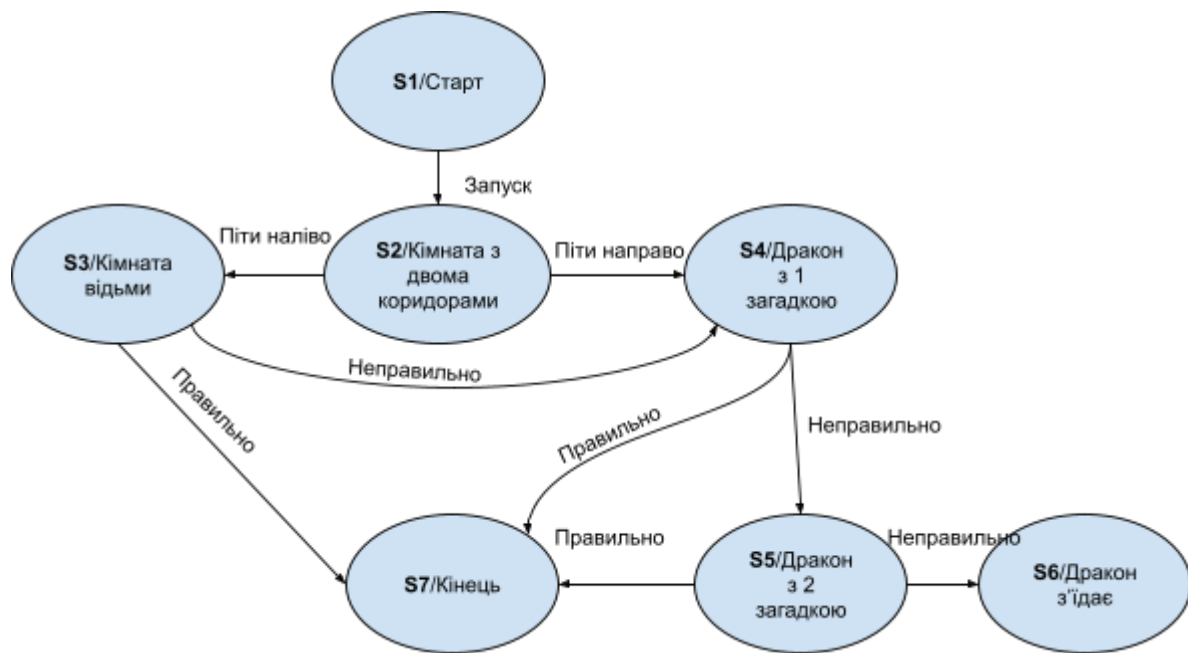 S1/Старт
Запуск
Піти наліво
Піти направо
S3/Кімната
відьми
S2/Кімната з
двома
коридорами
S4/Дракон
з 1
загадкою
Неправильно
Правильно
Правильно
Неправильно
S7/Кінець
Правильно
S5/Дракон
з 2
загадкою
Неправильно
S6/Дракон
з'їдає